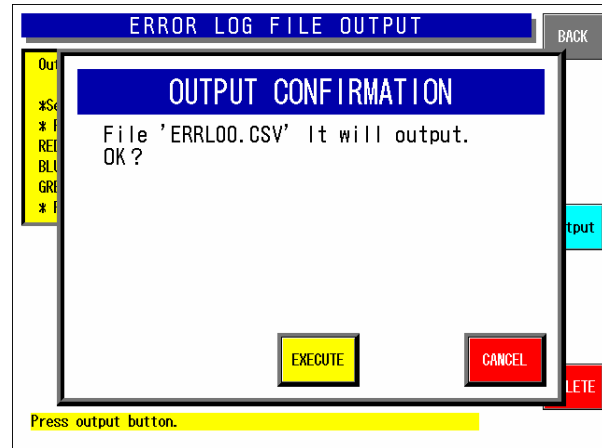 ERROR LOG FILE OUTPUT
BACK
OUTPUT CONFIRMATION
File 'ERRL00.CSV' It will output.
OK?
EXECUTE
CANCEL
Press output button.